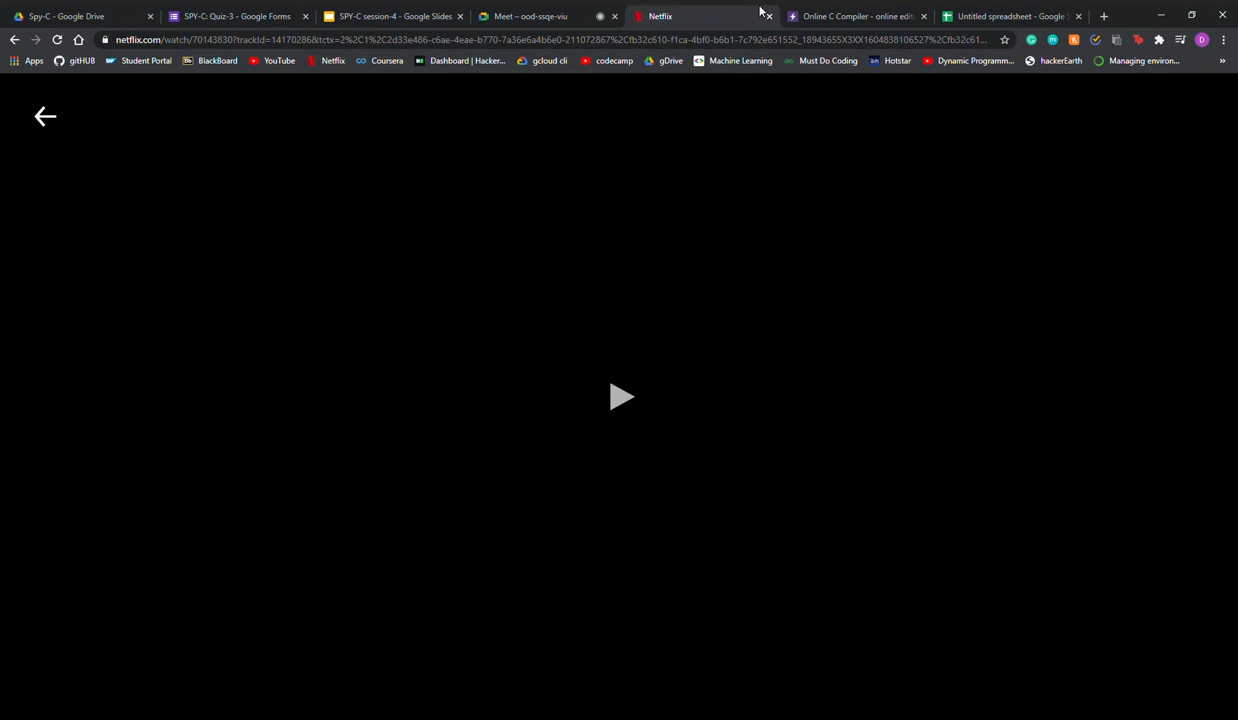 Spy-C - Google Drive SPY-C: Quiz-3 - Google Forms SPY-C session-4 - Google Slides Meet – ood-ssqe-viu Netflix Online C Compiler - online edit Untitled spreadsheet - Google S
netflix.com/watch/70143830?trackId=14170286&tctx=2%2C1%2C2d33e486-c6ae-4eae-b770-7a36e6a4b6e0-211072867%2Cfb32c610-f1ca-4bf0-b6b1-7c792e651552_18943655X3XX1604838106527%2Cfb32c61...
Apps gitHUB Student Portal BlackBoard YouTube Netflix Coursera Dashboard | Hacker... gcloud cli codecamp gDrive Machine Learning Must Do Coding Hotstar Dynamic Programm... hackerEarth Managing environ... »